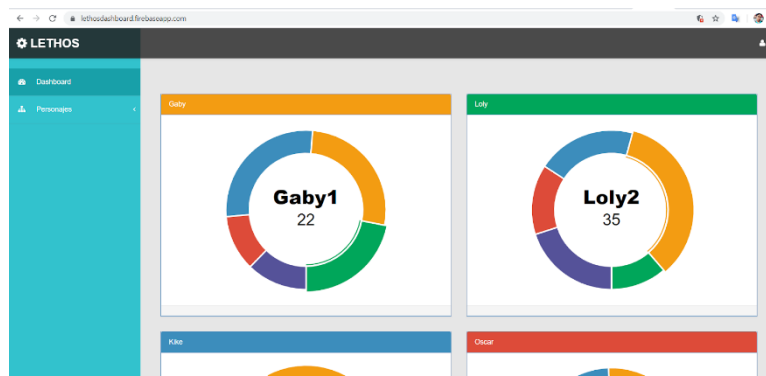 lethosdashboard.firebaseapp.com
LETHOS
Dashboard
Personajes
Gaby
Loly
Gaby1
22
Loly2
35
Kike
Oscar